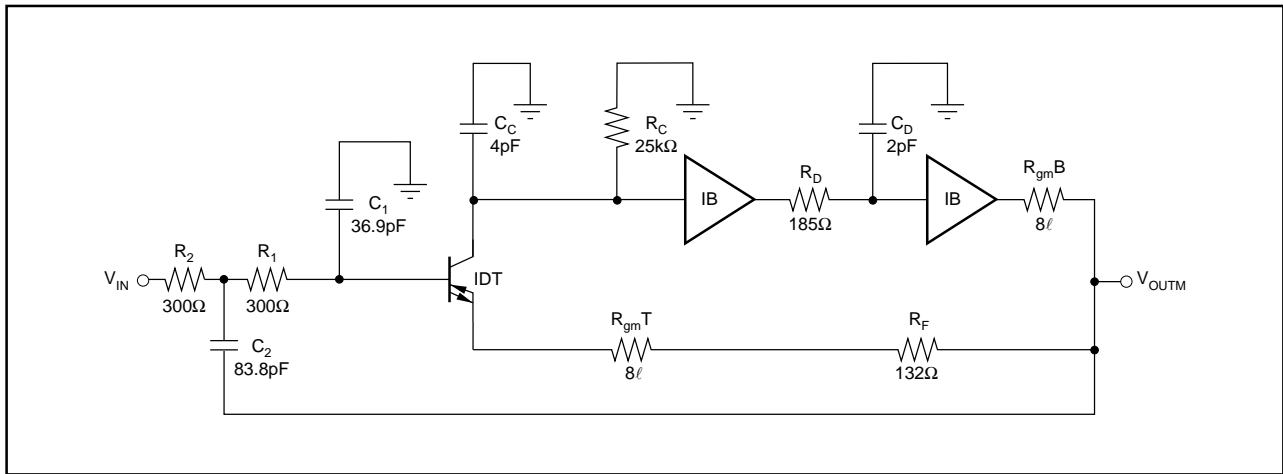 C_C
4pF
R_C
25kΩ
C_D
2pF
C_1
36.9pF
IB
R_D
185Ω
IB
R_gmB
8ℓ
V_IN
R_2
300Ω
R_1
300Ω
IDT
V_OUTM
C_2
83.8pF
R_gmT
8ℓ
R_F
132Ω